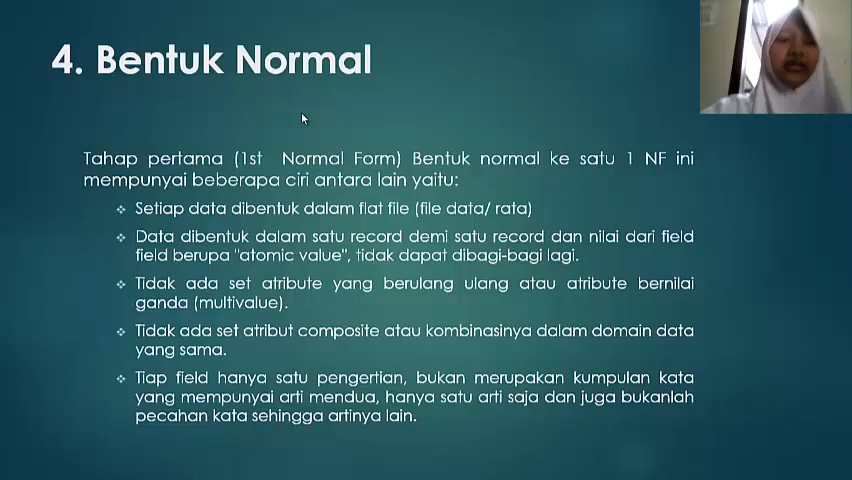 4. Bentuk Normal
Tahap pertama (1st Normal Form) Bentuk normal ke satu 1 NF ini
mempunyai beberapa ciri antara lain yaitu:
Setiap data dibentuk dalam flat file (file data/ rata)
Data dibentuk dalam satu record demi satu record dan nilai dari field
field berupa "atomic value", tidak dapat dibagi-bagi lagi.
Tidak ada set atribute yang berulang ulang atau atribute bernilai
ganda (multivalue).
Tidak ada set atribut composite atau kombinasinya dalam domain data
yang sama.
Tiap field hanya satu pengertian, bukan merupakan kumpulan kata
yang mempunyai arti mendua, hanya satu arti saja dan juga bukanlah
pecahan kata sehingga artinya lain.